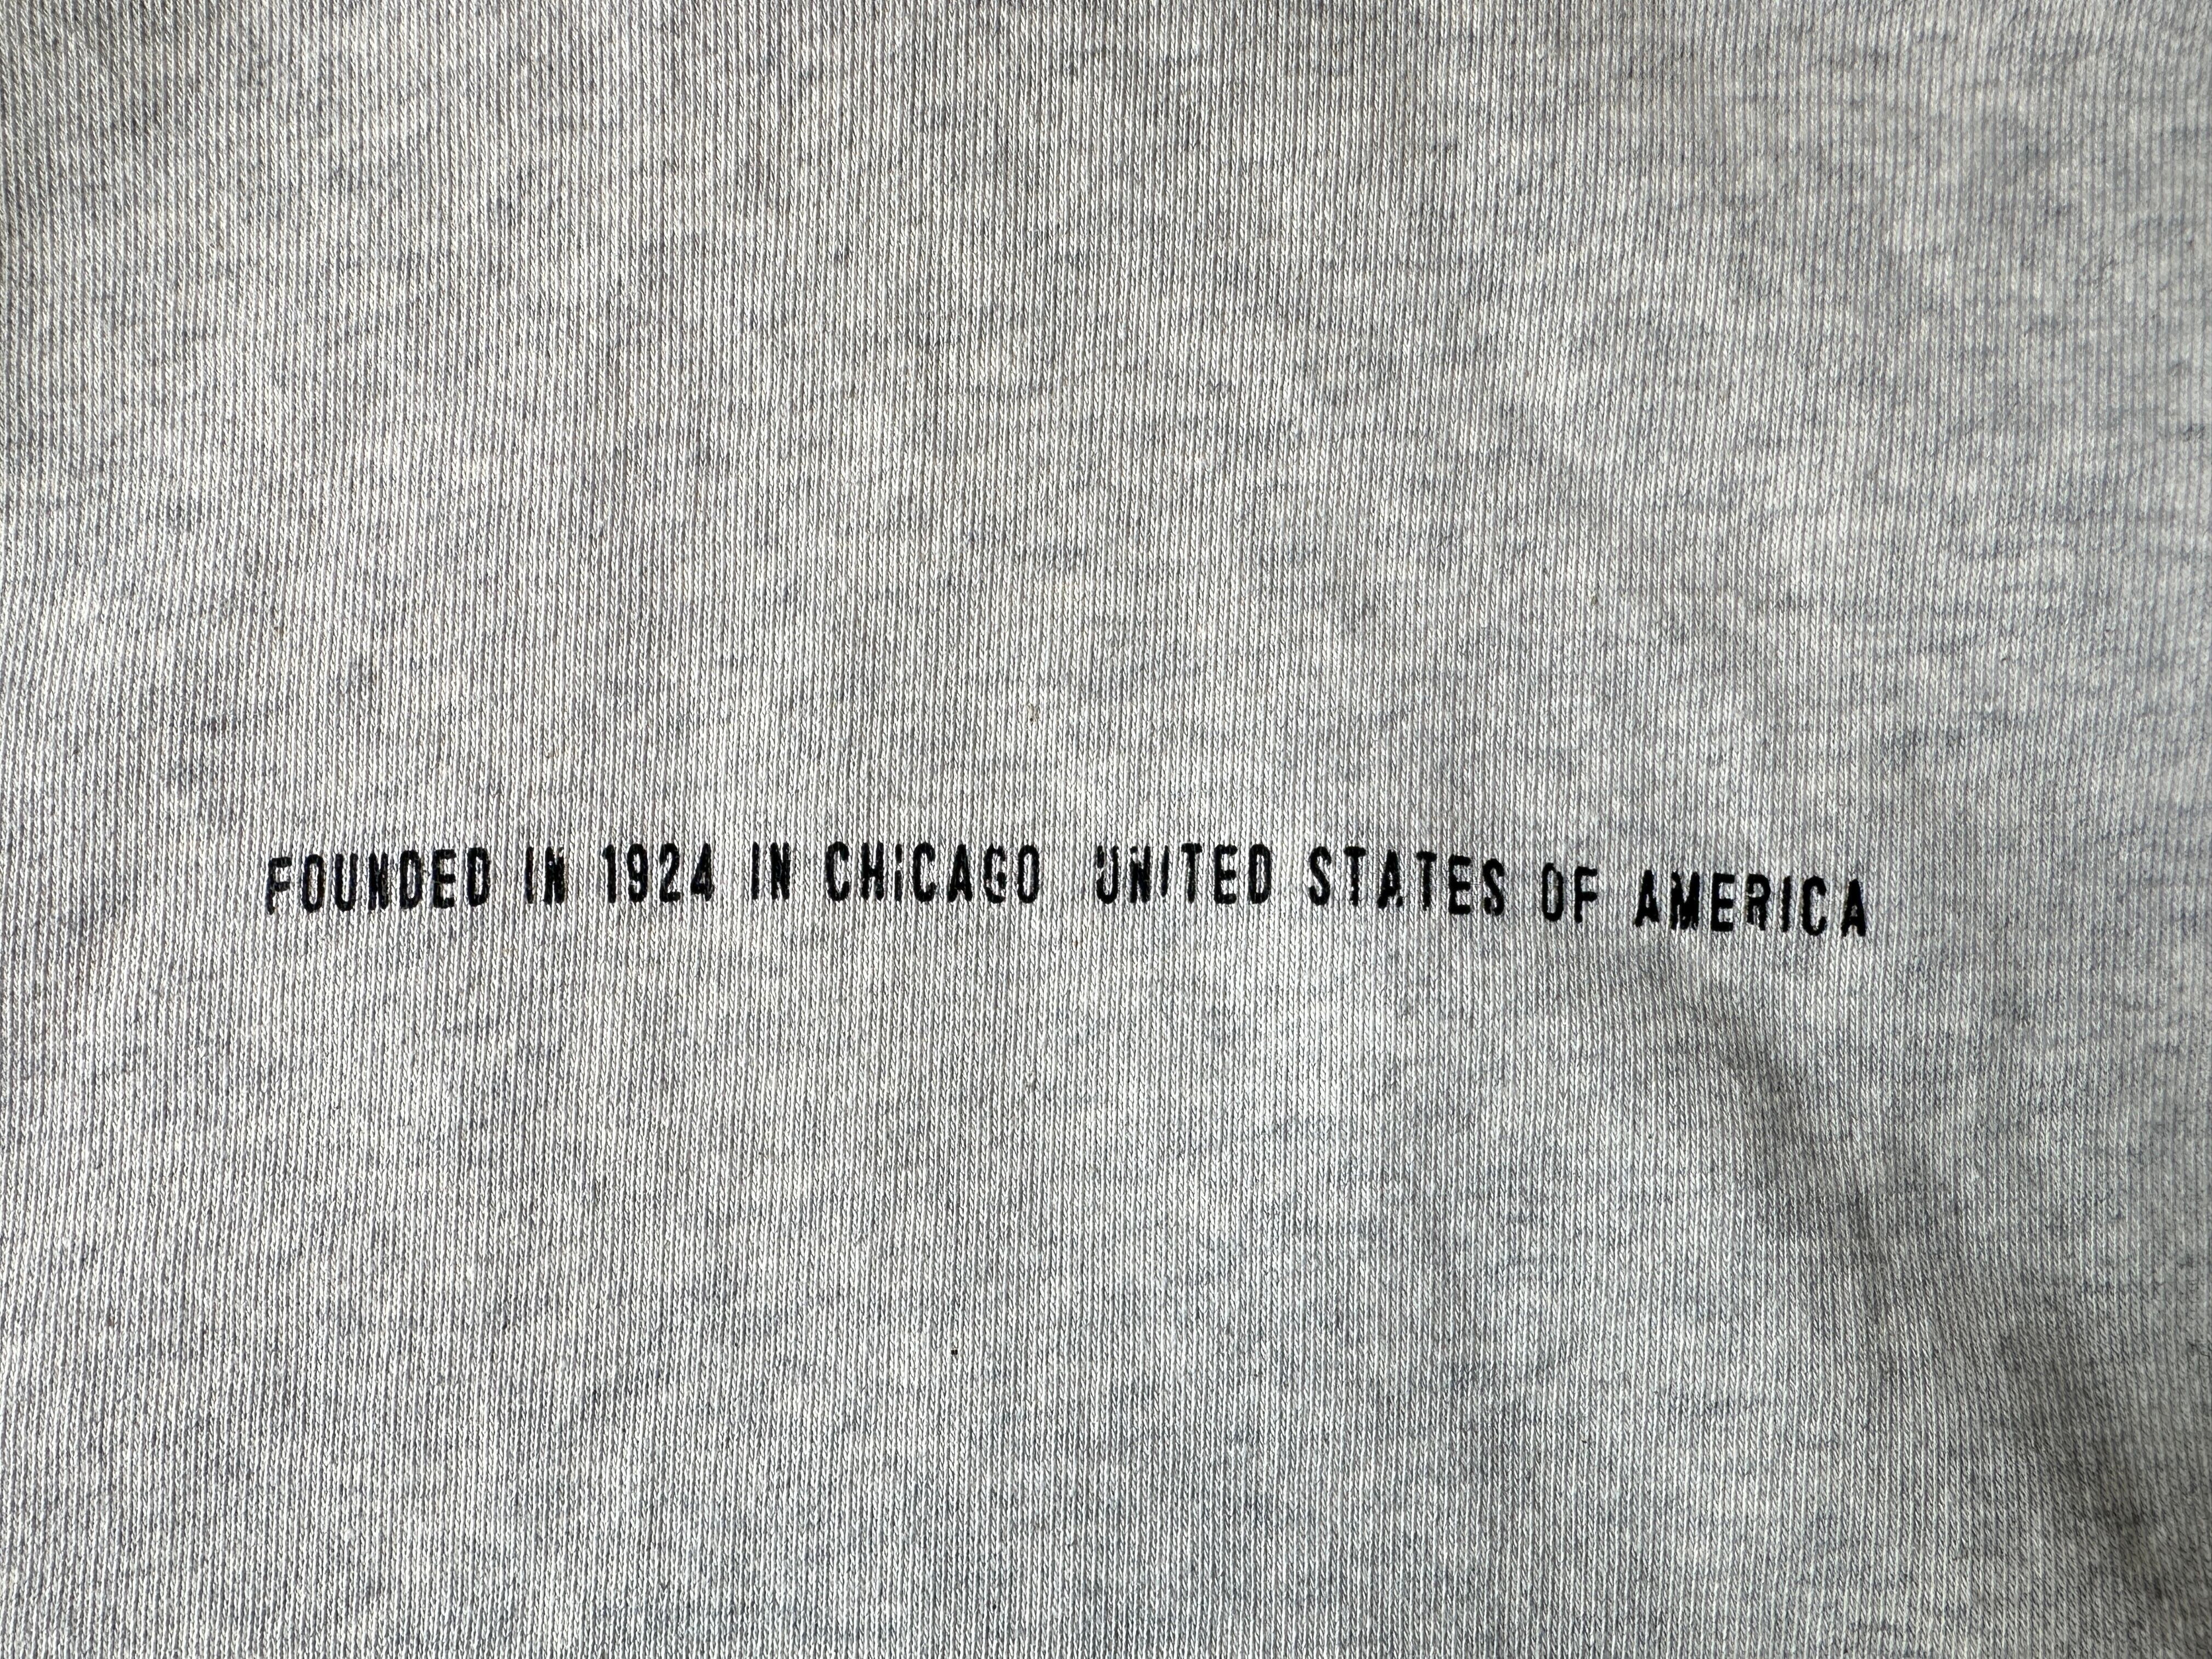 FOUNDED IN 1924 IN CHICAGO UNITED STATES OF AMERICA